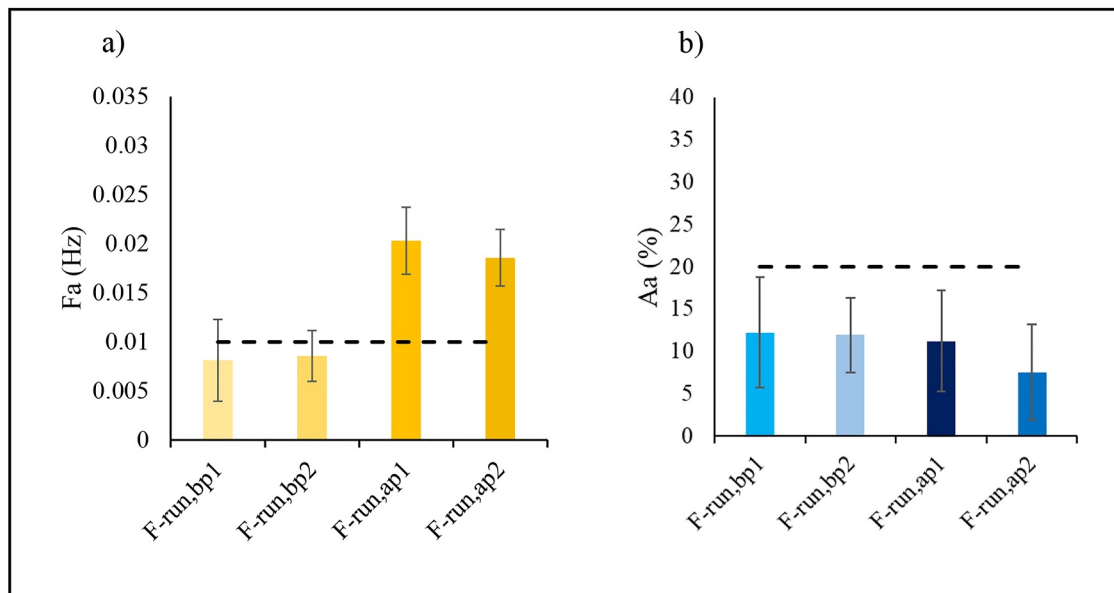 a)
Fa (Hz)
0.035
0.03
0.025
0.02
0.015
0.01
0.005
0
F-run,bp1
F-run,bp2
F-run,ap1
F-run,ap2
b)
Aa (%)
40
35
30
25
20
15
10
5
0
F-run,bp1
F-run,bp2
F-run,ap1
F-run,ap2